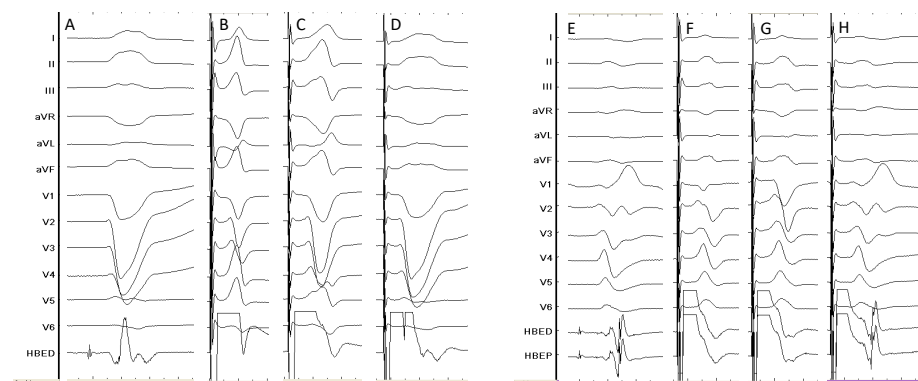 A B C D
I
II
III
aVR
aVL
aVF
V1
V2
V3
V4
V5
V6
HBED
E F G H
I
II
III
aVR
aVL
aVF
V1
V2
V3
V4
V5
V6
HBED
HBEP